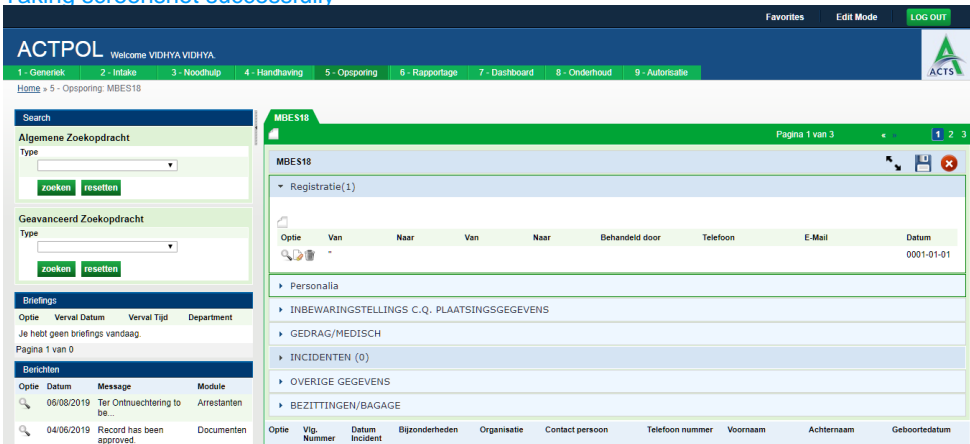 Taking screenshot successfully
Favorites Edit Mode LOG OUT
ACTPOL Welcome VIDHYA VIDHYA.
ACTS
1 - Generiek 2 - Intake 3 - Noodhulp 4 - Handhaving 5 - Opsporing 6 - Rapportage 7 - Dashboard 8 - Onderhoud 9 - Autorisatie
Home » 5 - Opsporing: MBES18
Search
Algemene Zoekopdracht
Type
zoeken resetten
Geavanceerd Zoekopdracht
Type
zoeken resetten
Briefings
Optie Verval Datum Verval Tijd Department
Je hebt geen briefings vandaag.
Pagina 1 van 0
Berichten
Optie Datum Message Module
06/08/2019 Ter Ontnuechtering to be... Arrestanten
04/06/2019 Record has been approved. Documenten
MBES18
Pagina 1 van 3 « 1 2 3
MBES18
Registratie(1)
Optie Van Naar Van Naar Behandeld door Telefoon E-Mail Datum
0001-01-01
Personalia
INBEWARINGSTELLINGS C.Q. PLAATSINGSGEGEVENS
GEDRAG/MEDISCH
INCIDENTEN (0)
OVERIGE GEGEVENS
BEZITTINGEN/BAGAGE
Optie Vlg. Nummer Datum Incident Bijzonderheden Organisatie Contact persoon Telefoon nummer Voornaam Achternaam Geboortedatum